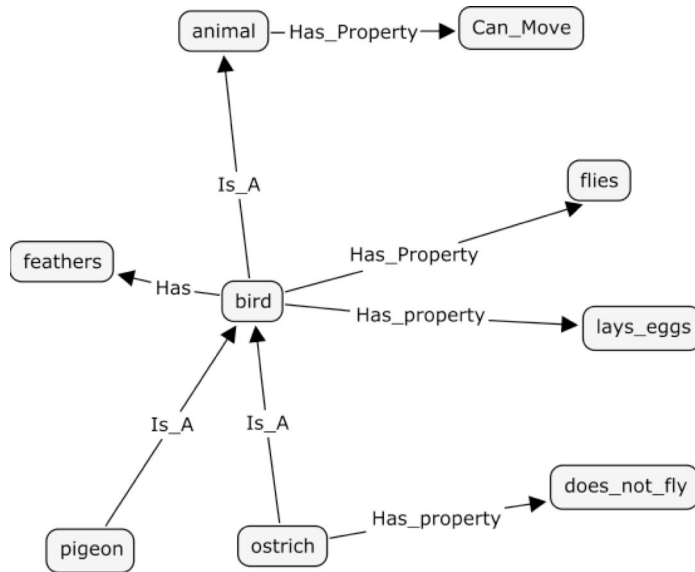 animal
Has_Property
Can_Move
Is_A
flies
feathers
Has
bird
Has_Property
Has_property
lays_eggs
Is_A
Is_A
does_not_fly
pigeon
ostrich
Has_property